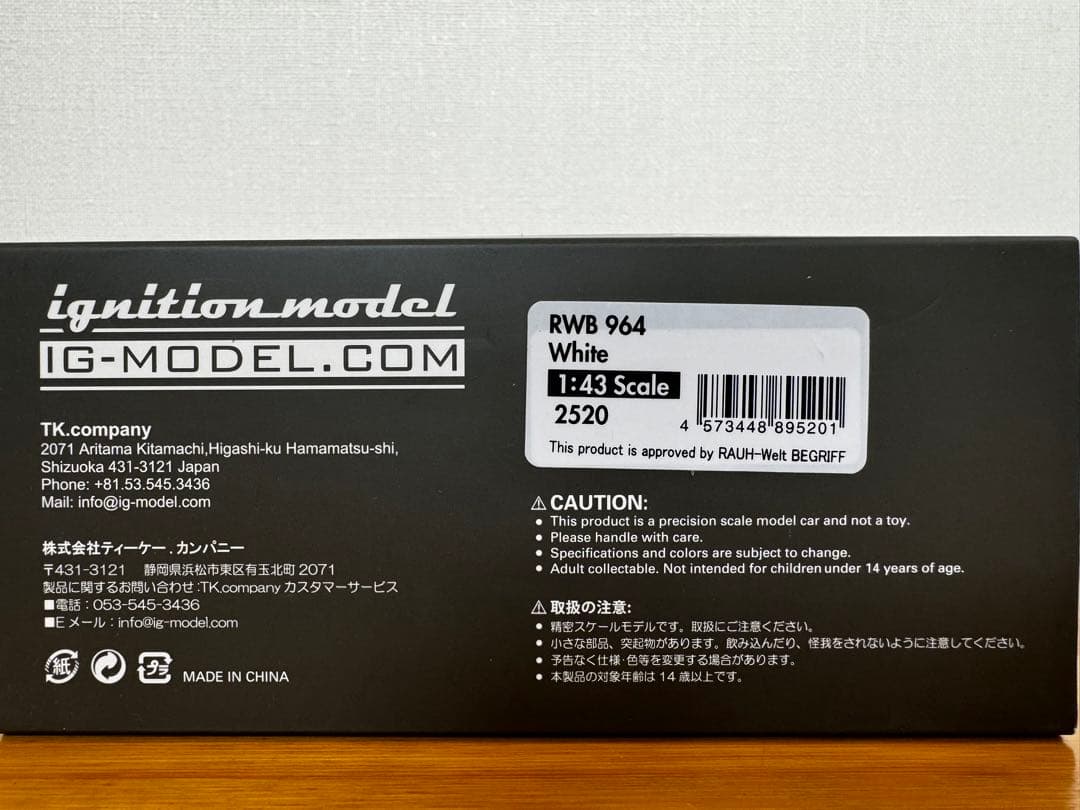 ignition model
IG-MODEL.COM
TK.company
2071 Aritama Kitamachi,Higashi-ku Hamamatsu-shi,
Shizuoka 431-3121 Japan
Phone: +81.53.545.3436
Mail: info@ig-model.com
株式会社ティーケー.カンパニー
〒431-3121 静岡県浜松市東区有玉北町 2071
製品に関するお問い合わせ:TK.company カスタマーサービス
■電話:053-545-3436
■Eメール:info@ig-model.com
紙 プラ MADE IN CHINA
RWB 964
White
1:43 Scale
2520
4 573448 895201
This product is approved by RAUH-Welt BEGRIFF
⚠ CAUTION:
● This product is a precision scale model car and not a toy.
● Please handle with care.
● Specifications and colors are subject to change.
● Adult collectable. Not intended for children under 14 years of age.
⚠ 取扱の注意:
● 精密スケールモデルです。取扱にご注意ください。
● 小さな部品、突起物があります。飲み込んだり、怪我をされないように注意してください。
● 予告なく仕様·色等を変更する場合があります。
● 本製品の対象年齢は 14 歳以上です。